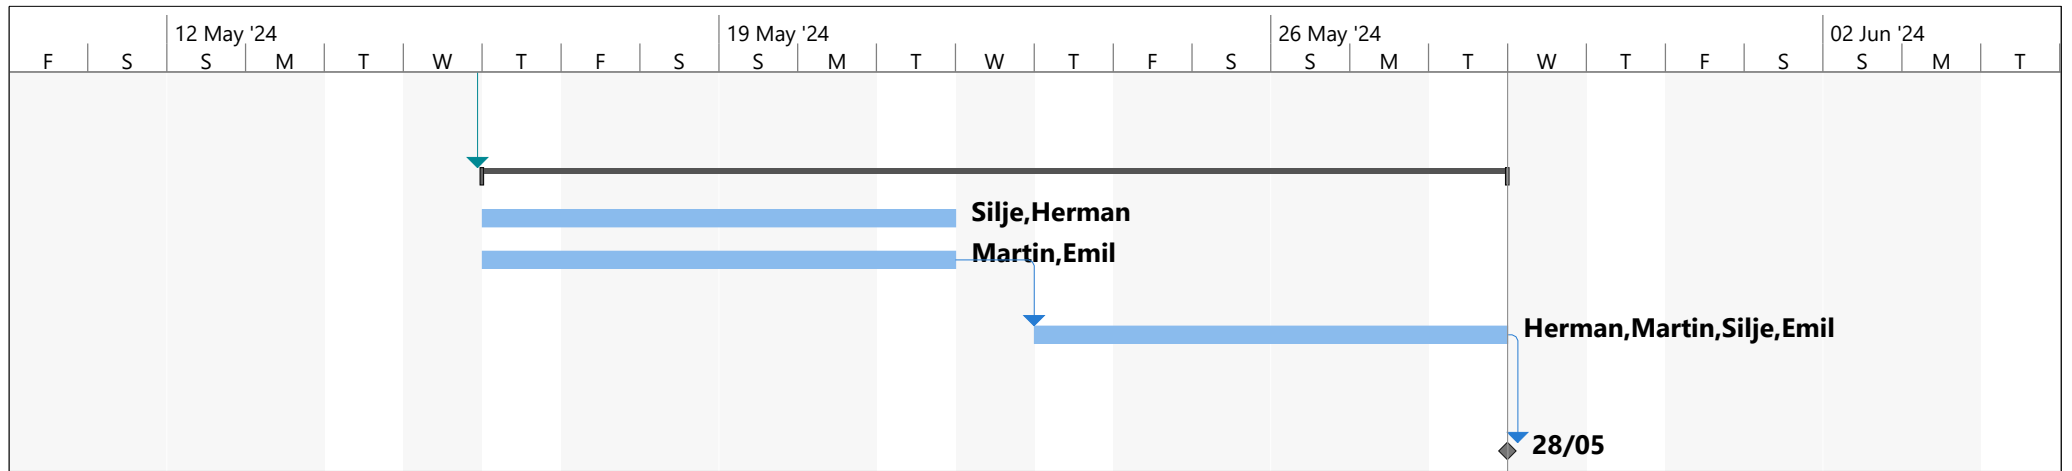 12 May '24 19 May '24 26 May '24 02 Jun '24
F S S M T W T F S S M T W T F S S M T W T F S S M T
Silje,Herman
Martin,Emil
Herman,Martin,Silje,Emil
28/05